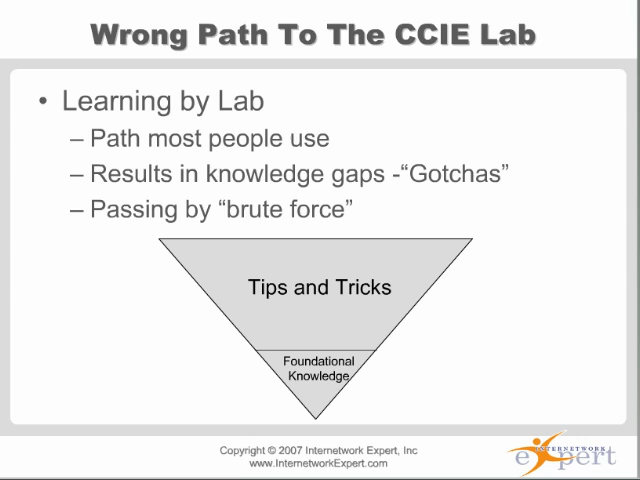 Wrong Path To The CCIE Lab
• Learning by Lab
– Path most people use
– Results in knowledge gaps -“Gotchas”
– Passing by “brute force”
Tips and Tricks
Foundational
Knowledge
Copyright © 2007 Internetwork Expert, Inc
www.InternetworkExpert.com
INTERNETWORK
eXpert